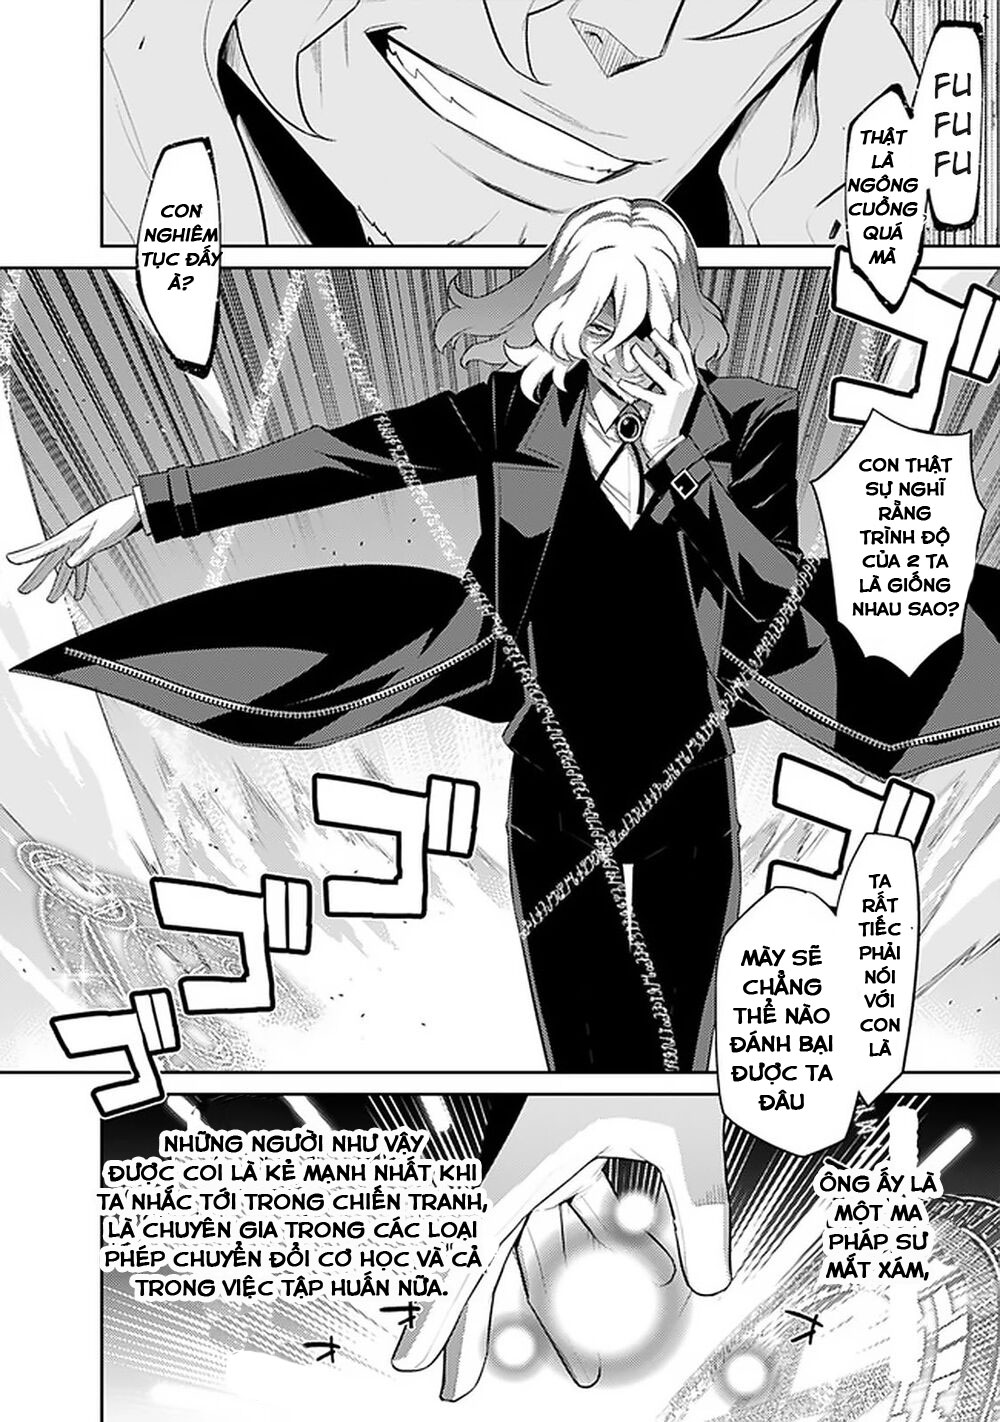 FU
FU
FU
THẬT
LÀ
NGÔNG
CUỒNG
QUÁ
MÀ
CON
NGHIÊM
TỤC ĐẤY
À?
ゴ
CON THẬT
SỰ NGHĨ
RẰNG
TRÌNH ĐỘ
CỦA 2 TA
LÀ GIỐNG
NHAU SAO?
ゴ
ゴ
ゴ
TA
RẤT
TIẾC
PHẢI
NÓI
VỚI
CON
LÀ
MÀY SẼ
CHẲNG
THỂ NÀO
ĐÁNH BẠI
ĐƯỢC TA
ĐÂU
ÔNG ẤY LÀ
MỘT MA
PHÁP SƯ
MẮT XÁM,
NHỮNG NGƯỜI NHƯ VẬY
ĐƯỢC COI LÀ KẺ MẠNH NHẤT KHI
TA NHẮC TỚI TRONG CHIẾN TRANH,
LÀ CHUYÊN GIA TRONG CÁC LOẠI
PHÉP CHUYỂN ĐỔI CƠ HỌC VÀ CẢ
TRONG VIỆC TẬP HUẤN NỮA.